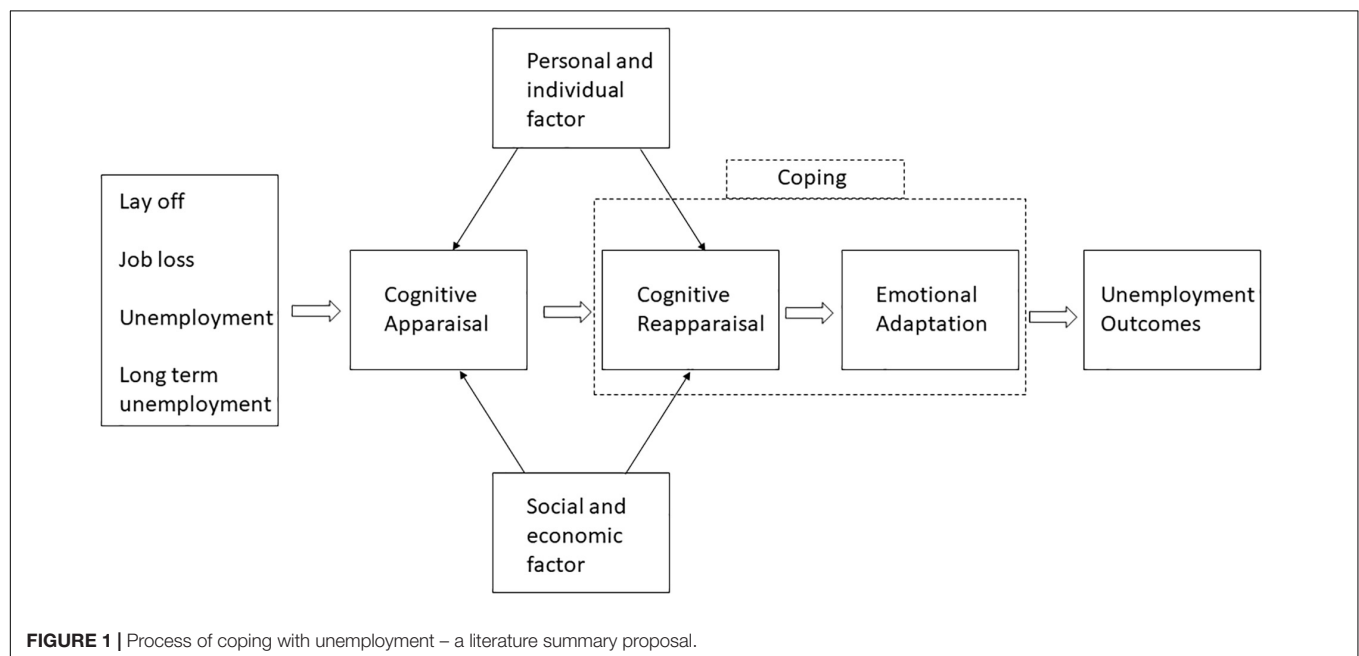 Personal and
individual
factor
Coping
Lay off
Job loss
Unemployment
Long term
unemployment
Cognitive
Apparaisal
Cognitive
Reapparaisal
Emotional
Adaptation
Unemployment
Outcomes
Social and
economic
factor
FIGURE 1 | Process of coping with unemployment – a literature summary proposal.